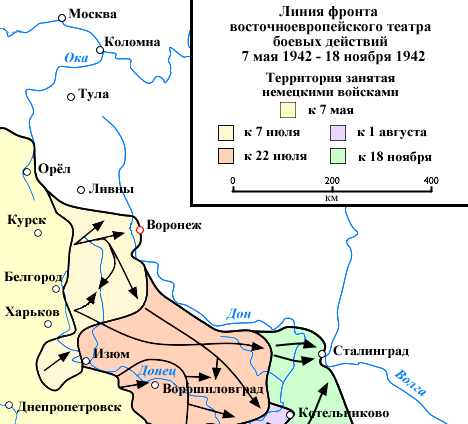 Линия фронта
восточноевропейского театра
боевых действий
7 мая 1942 - 18 ноября 1942
Территория занятая
немецкими войсками
к 7 мая
к 7 июля
к 1 августа
к 22 июля
к 18 ноября
0 200 400
км
Москва
Коломна
Ока
Тула
Орёл
Ливны
Курск
Воронеж
Белгород
Харьков
Дон
Изюм
Сталинград
Донец
Ворошиловград
Волга
Днепропетровск
Котельниково